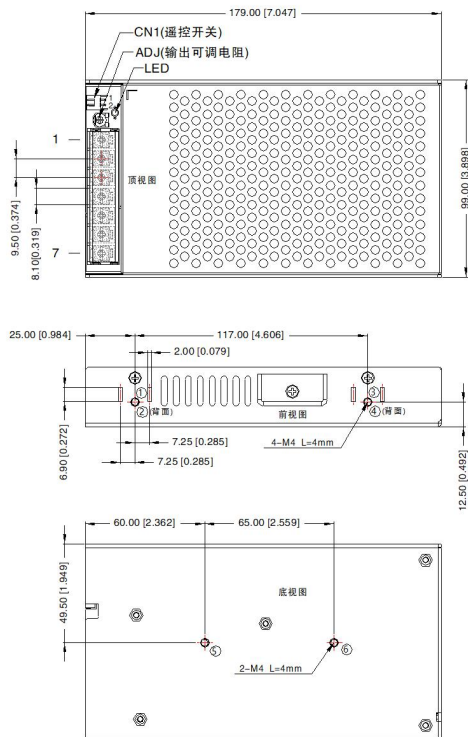 179.00 [7.047]
CN1(遥控开关)
ADJ(输出可调电阻)
LED
1
顶视图
99.00 [3.898]
9.50 [0.374]
8.10[0.319]
7
25.00 [0.984]
117.00 [4.606]
2.00 [0.079]
①
③
②(背面)
前视图
④(背面)
6.90 [0.272]
7.25 [0.285]
7.25 [0.285]
4-M4 L=4mm
12.50 [0.492]
60.00 [2.362]
65.00 [2.559]
49.50 [1.949]
底视图
⑤
⑥
2-M4 L=4mm